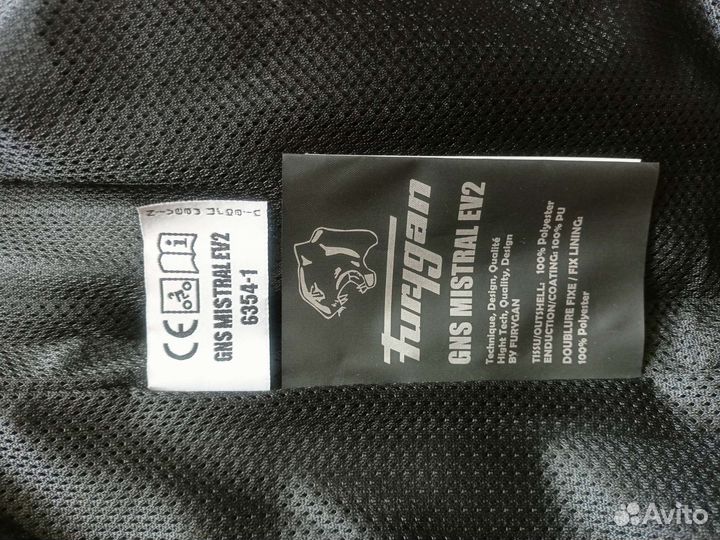 CE
i
GNS MISTRAL EV2
6354-1
Furygan
GNS MISTRAL EV2
Technique, Design, Qualité
Hight Tech, Quality, Design
BY FURYGAN
TISSU/OUTSHELL: 100% Polyester
ENDUCTION/COATING: 100% PU
DOUBLURE FIXE / FIX LINING:
100% Polyester
Avito